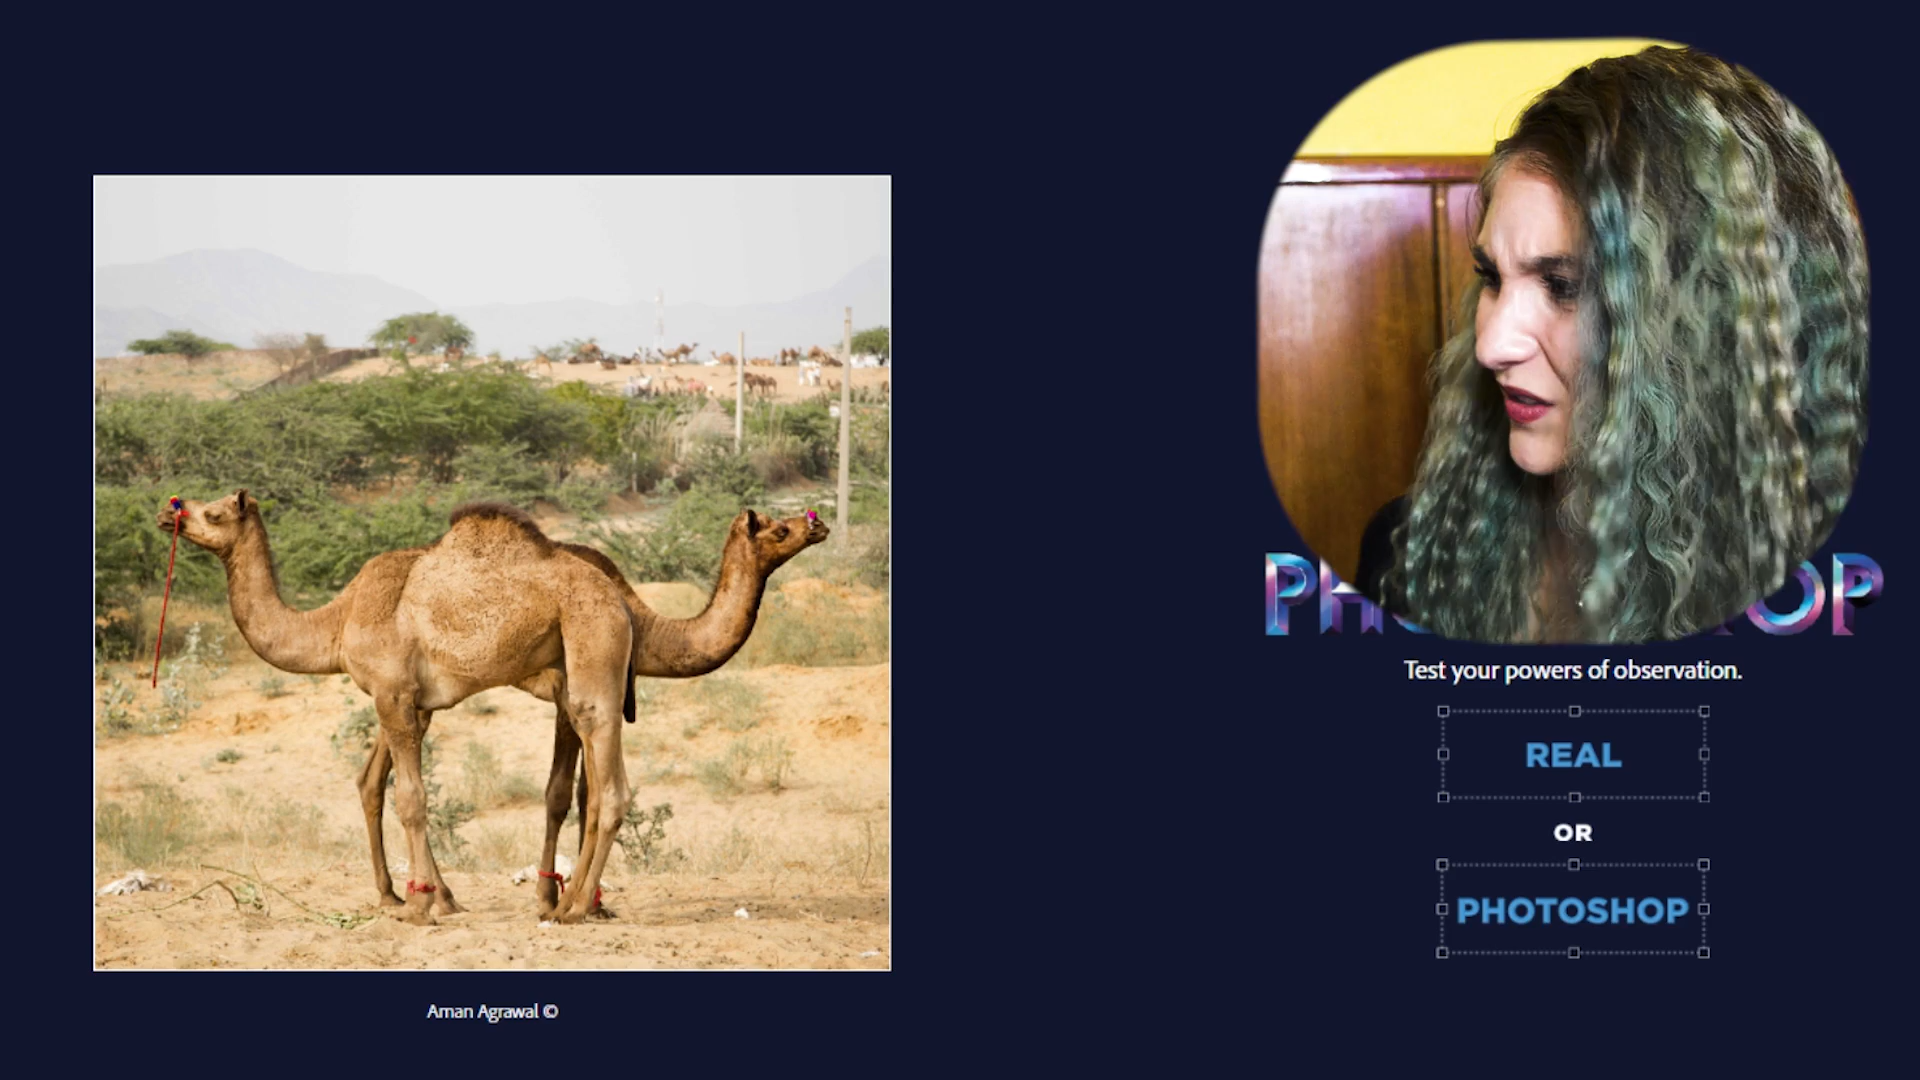 Test your powers of observation.
REAL
OR
PHOTOSHOP
Aman Agrawal ©